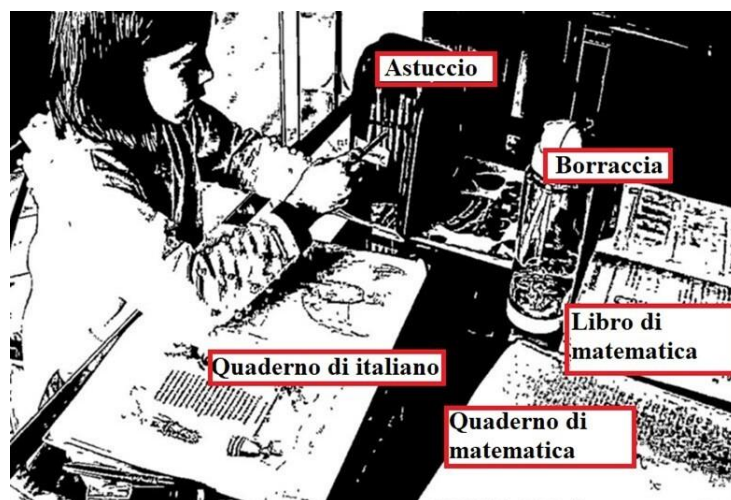 Astuccio
Borraccia
Libro di
matematica
Quaderno di italiano
Quaderno di
matematica